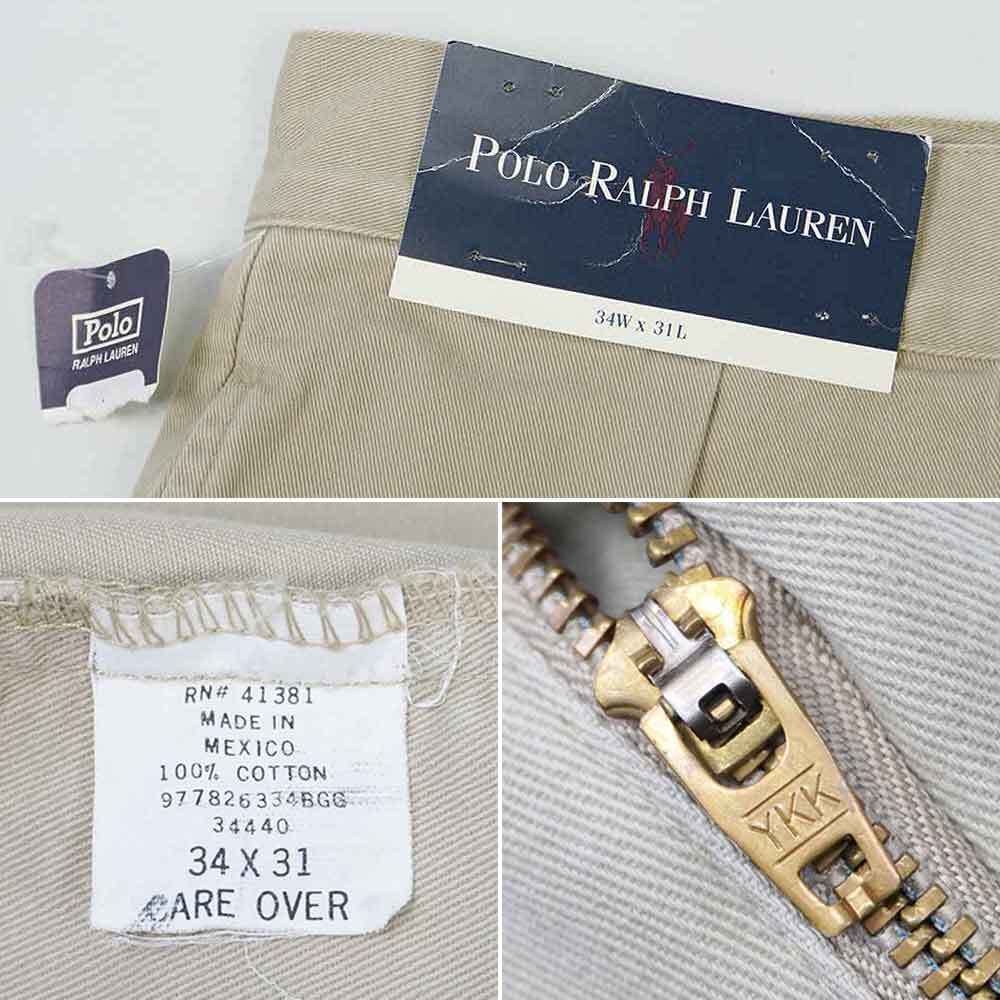 POLO RALPH LAUREN
34W x 31L
Polo
RALPH LAUREN
RN# 41381
MADE IN
MEXICO
100% COTTON
977826334BGG
34440
34 X 31
CARE OVER
YKK